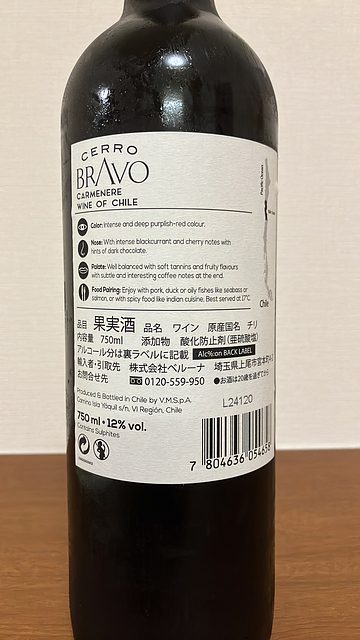 CERRO
BRAVO
CARMENERE
WINE OF CHILE
Color: Intense and deep purplish-red colour.
Nose: With intense blackcurrant and cherry notes with
hints of dark chocolate.
Palate: Well balanced with soft tannins and fruity flavours
with subtle and interesting coffee notes at the end.
Food Pairing: Enjoy with pork, duck or oily fishes like seabass or
salmon, or with spicy food like indian cuisine. Best served at 17°C.
Pacific Ocean
Chile
品目 果実酒 品名 ワイン 原産国名 チリ
内容量 750ml 添加物 酸化防止剤(亜硫酸塩)
アルコール分は裏ラベルに記載 Alc%:on BACK LABEL
輸入者・引取先 株式会社ベルーナ 埼玉県上尾市宮本町4-
お問合せ先 0120-559-950 ●お酒は20歳を過ぎてから
Produced & Bottled in Chile by V.M.S.p.A.
Camino Isla Yáquil s/n, VI Región, Chile
L24120
750 ml • 12% vol.
Contains Sulphites
7 804636 054658